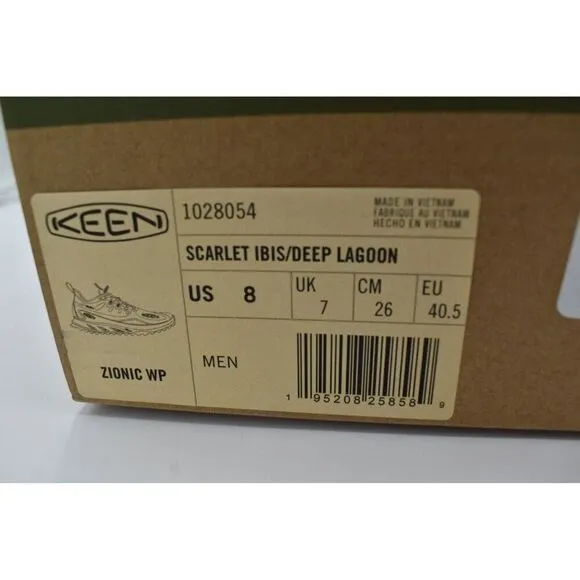 KEEN
1028054
MADE IN VIETNAM
FABRIQUÉ AU VIETNAM
HECHO EN VIETNAM
SCARLET IBIS/DEEP LAGOON
US 8
UK 7
CM 26
EU 40.5
ZIONIC WP
MEN
1 95208 25858 9